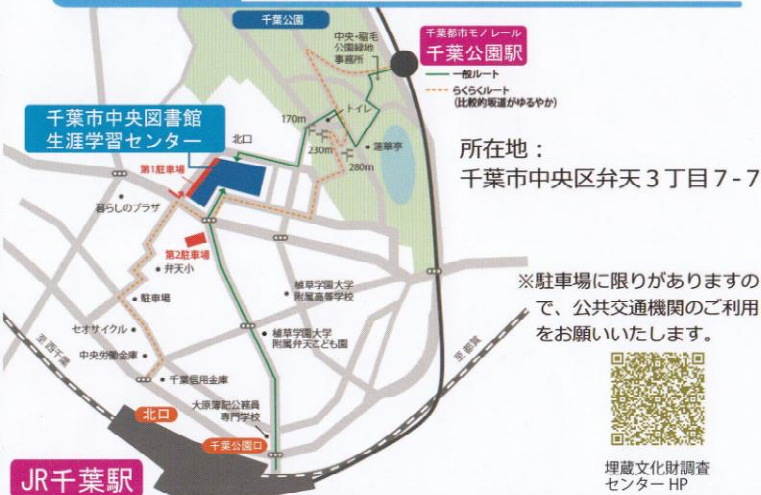 千葉公園
中央・稲毛
公園緑地
事務所
千葉都市モノレール
千葉公園駅
一般ルート
らくらくルート
(比較的坂道がゆるやか)
千葉市中央図書館
生涯学習センター
北口
170m
トイレ
230m
蓮華亭
280m
第1駐車場
暮らしのプラザ
所在地：
千葉市中央区弁天３丁目７-７
第2駐車場
弁天小
駐車場
植草学園大学
附属高等学校
セオサイクル
植草学園大学
附属弁天こども園
中央労働金庫
至西千葉
至都賀
千葉信用金庫
※駐車場に限りがありますの
で、公共交通機関のご利用
をお願いいたします。
大原簿記公務員
専門学校
北口
千葉公園口
JR千葉駅
埋蔵文化財調査
センター HP